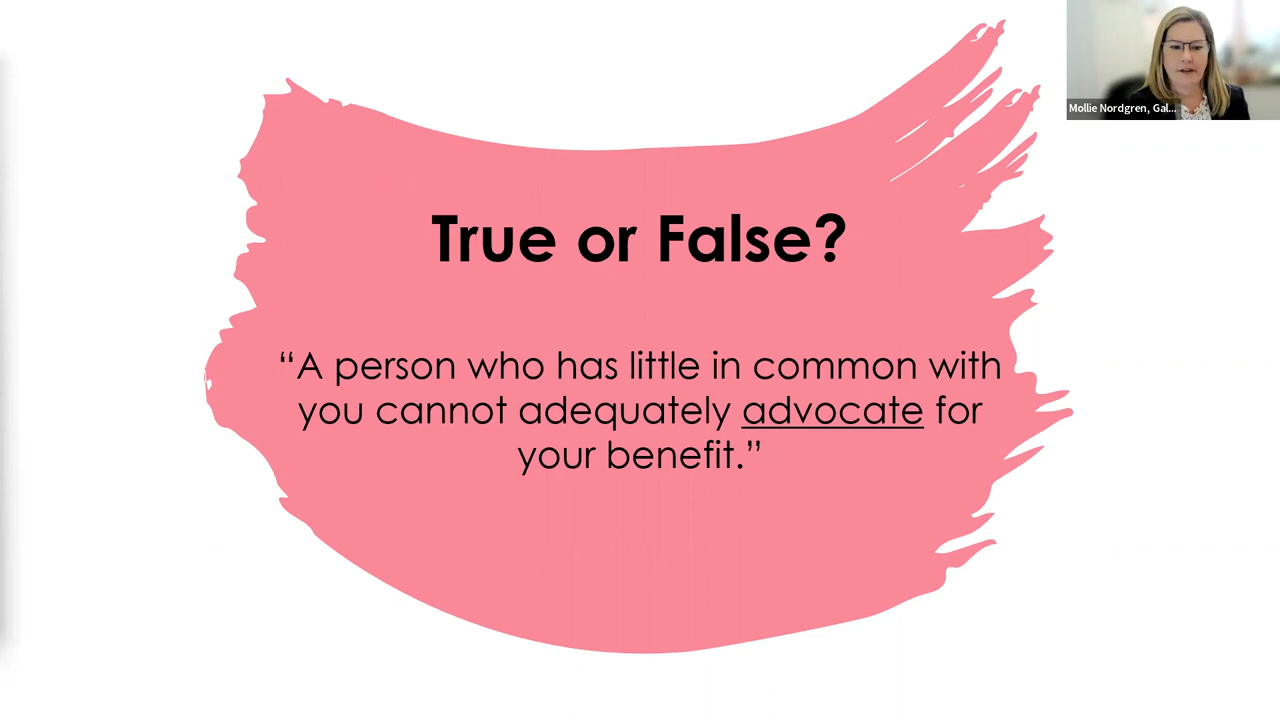 True or False?
“A person who has little in common with
you cannot adequately advocate for
your benefit.”
Mollie Nordgren, Gal...